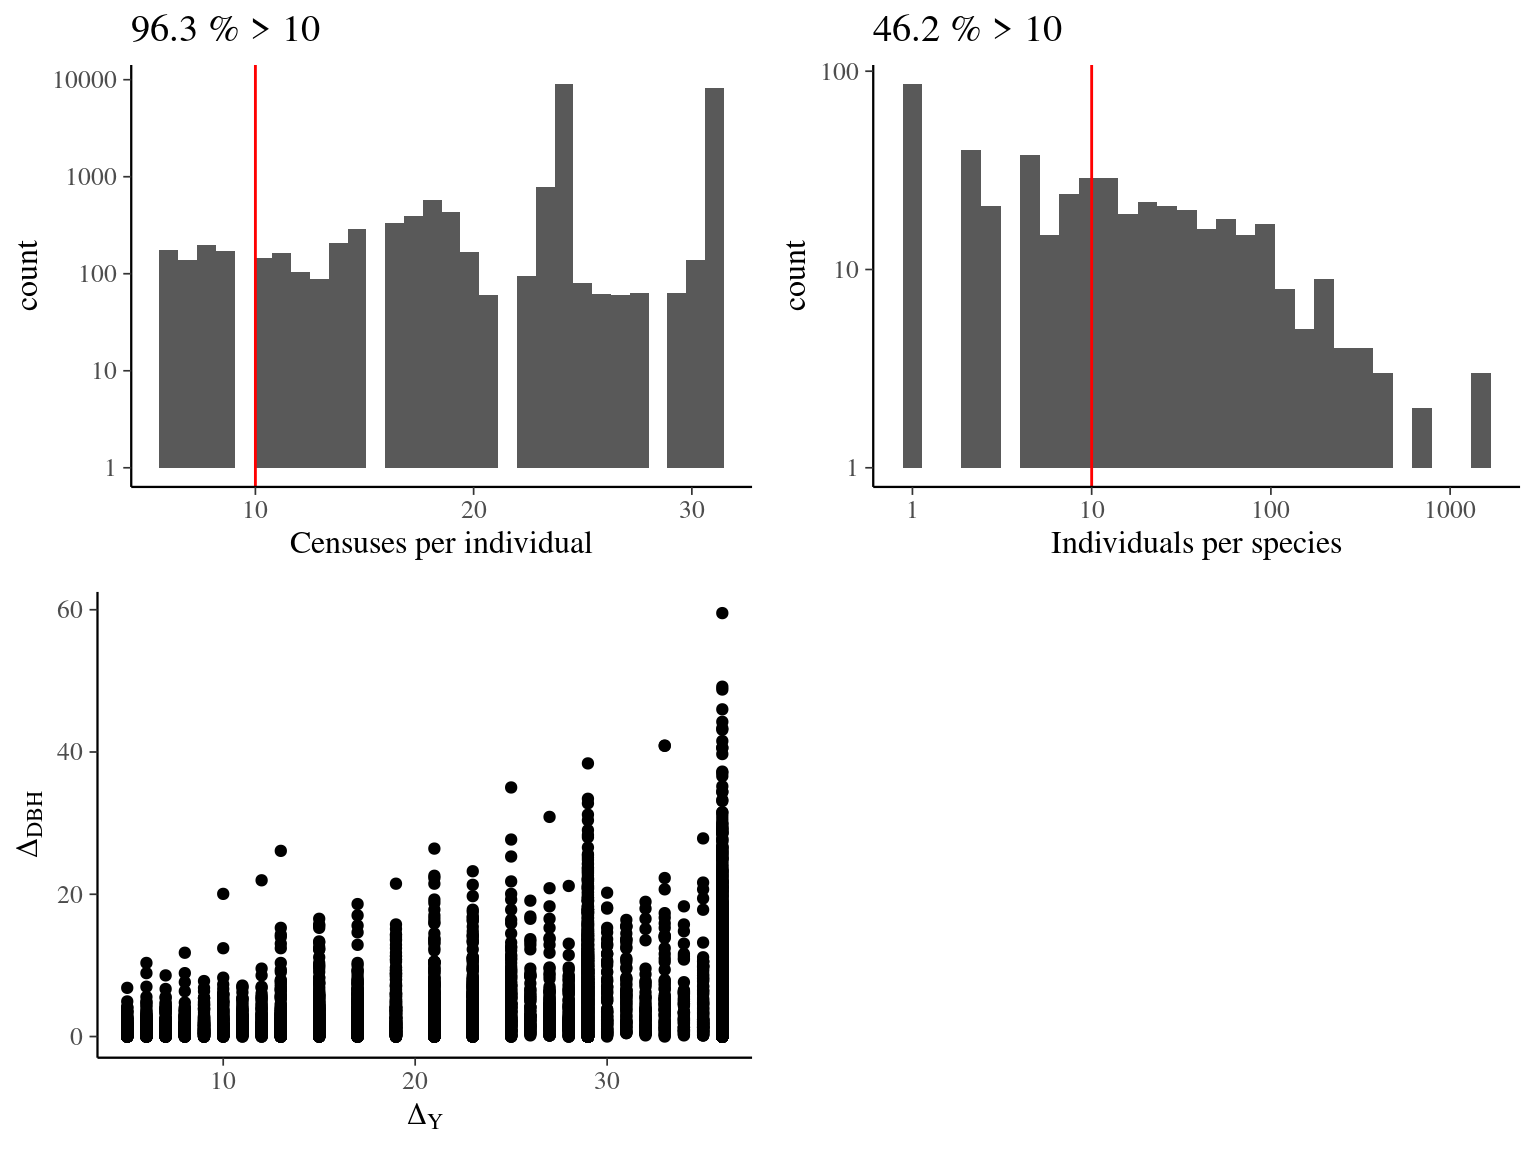 96.3 % > 10
10000
1000
100
10
1
count
10 20 30
Censuses per individual
46.2 % > 10
100
10
1
count
1 10 100 1000
Individuals per species
60
40
20
0
ΔDBH
10 20 30
ΔY